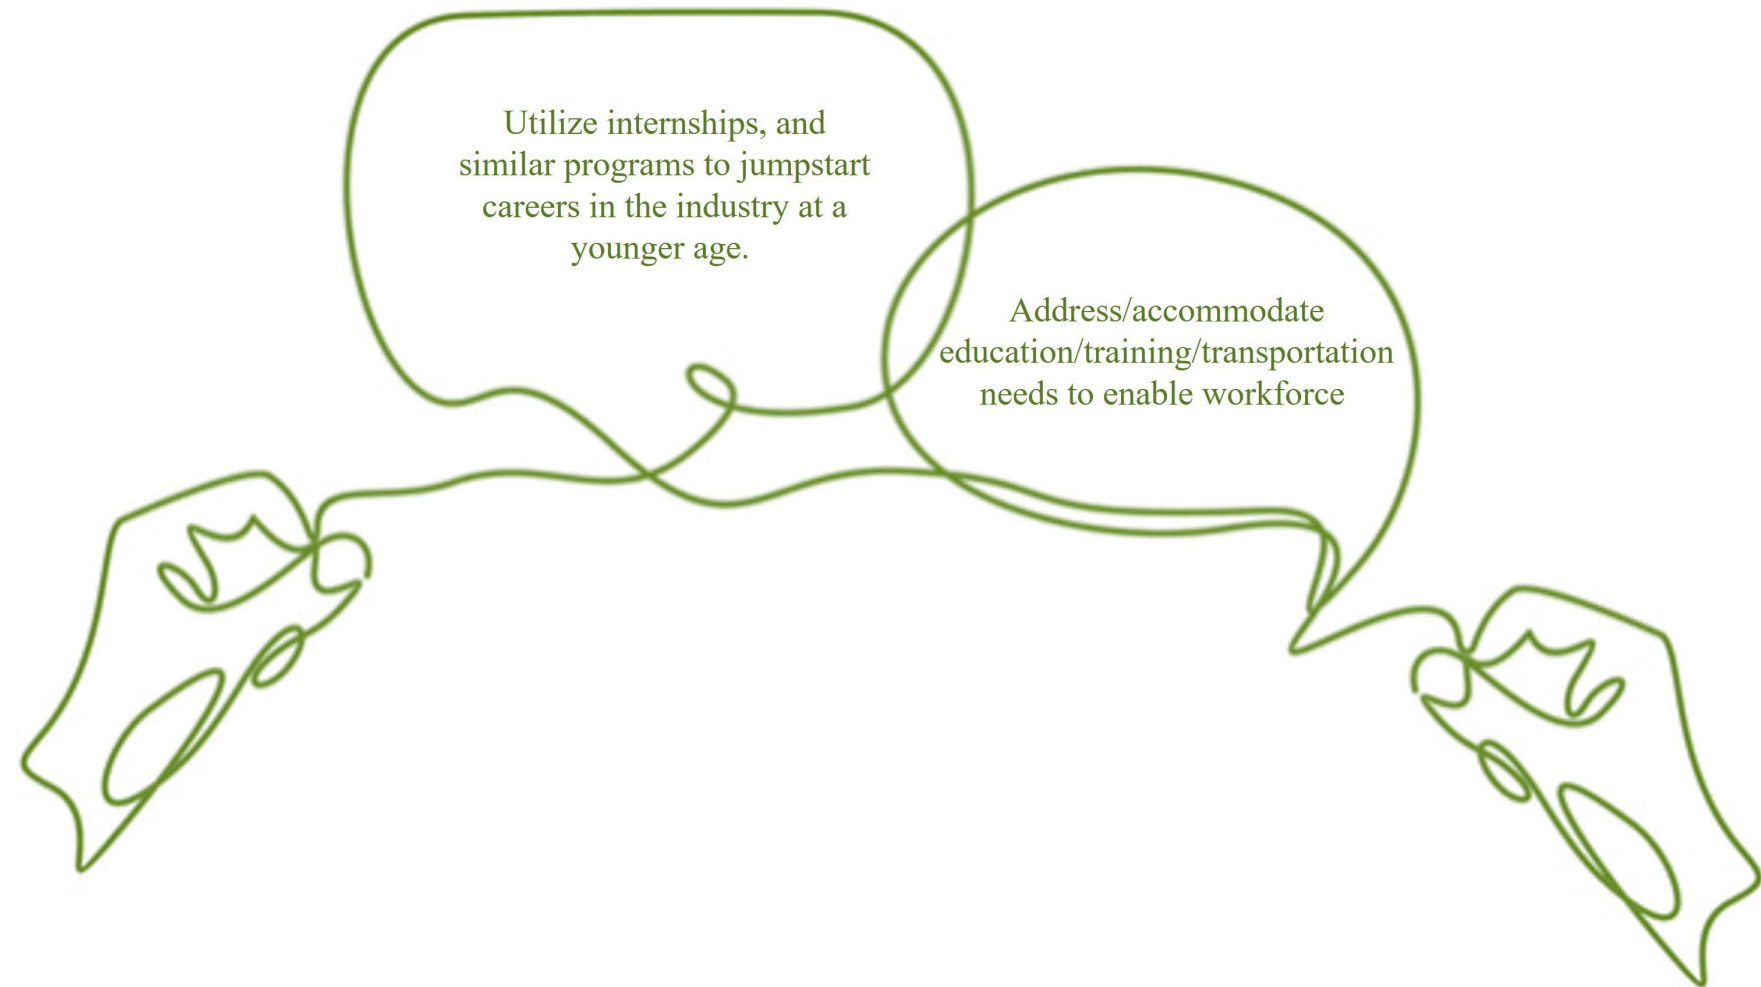 Utilize internships, and
similar programs to jumpstart
careers in the industry at a
younger age.
Address/accommodate
education/training/transportation
needs to enable workforce